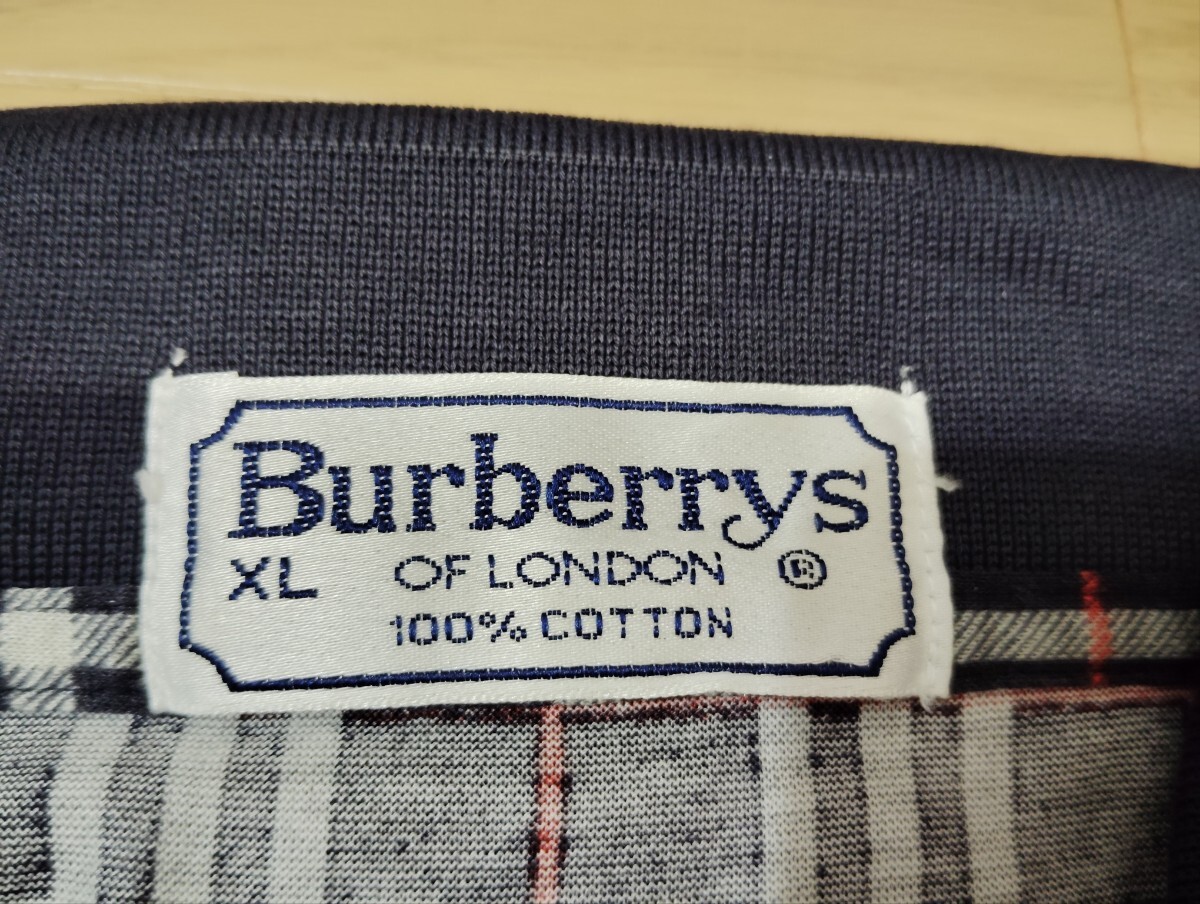 Burberrys
XL OF LONDON ®
100% COTTON